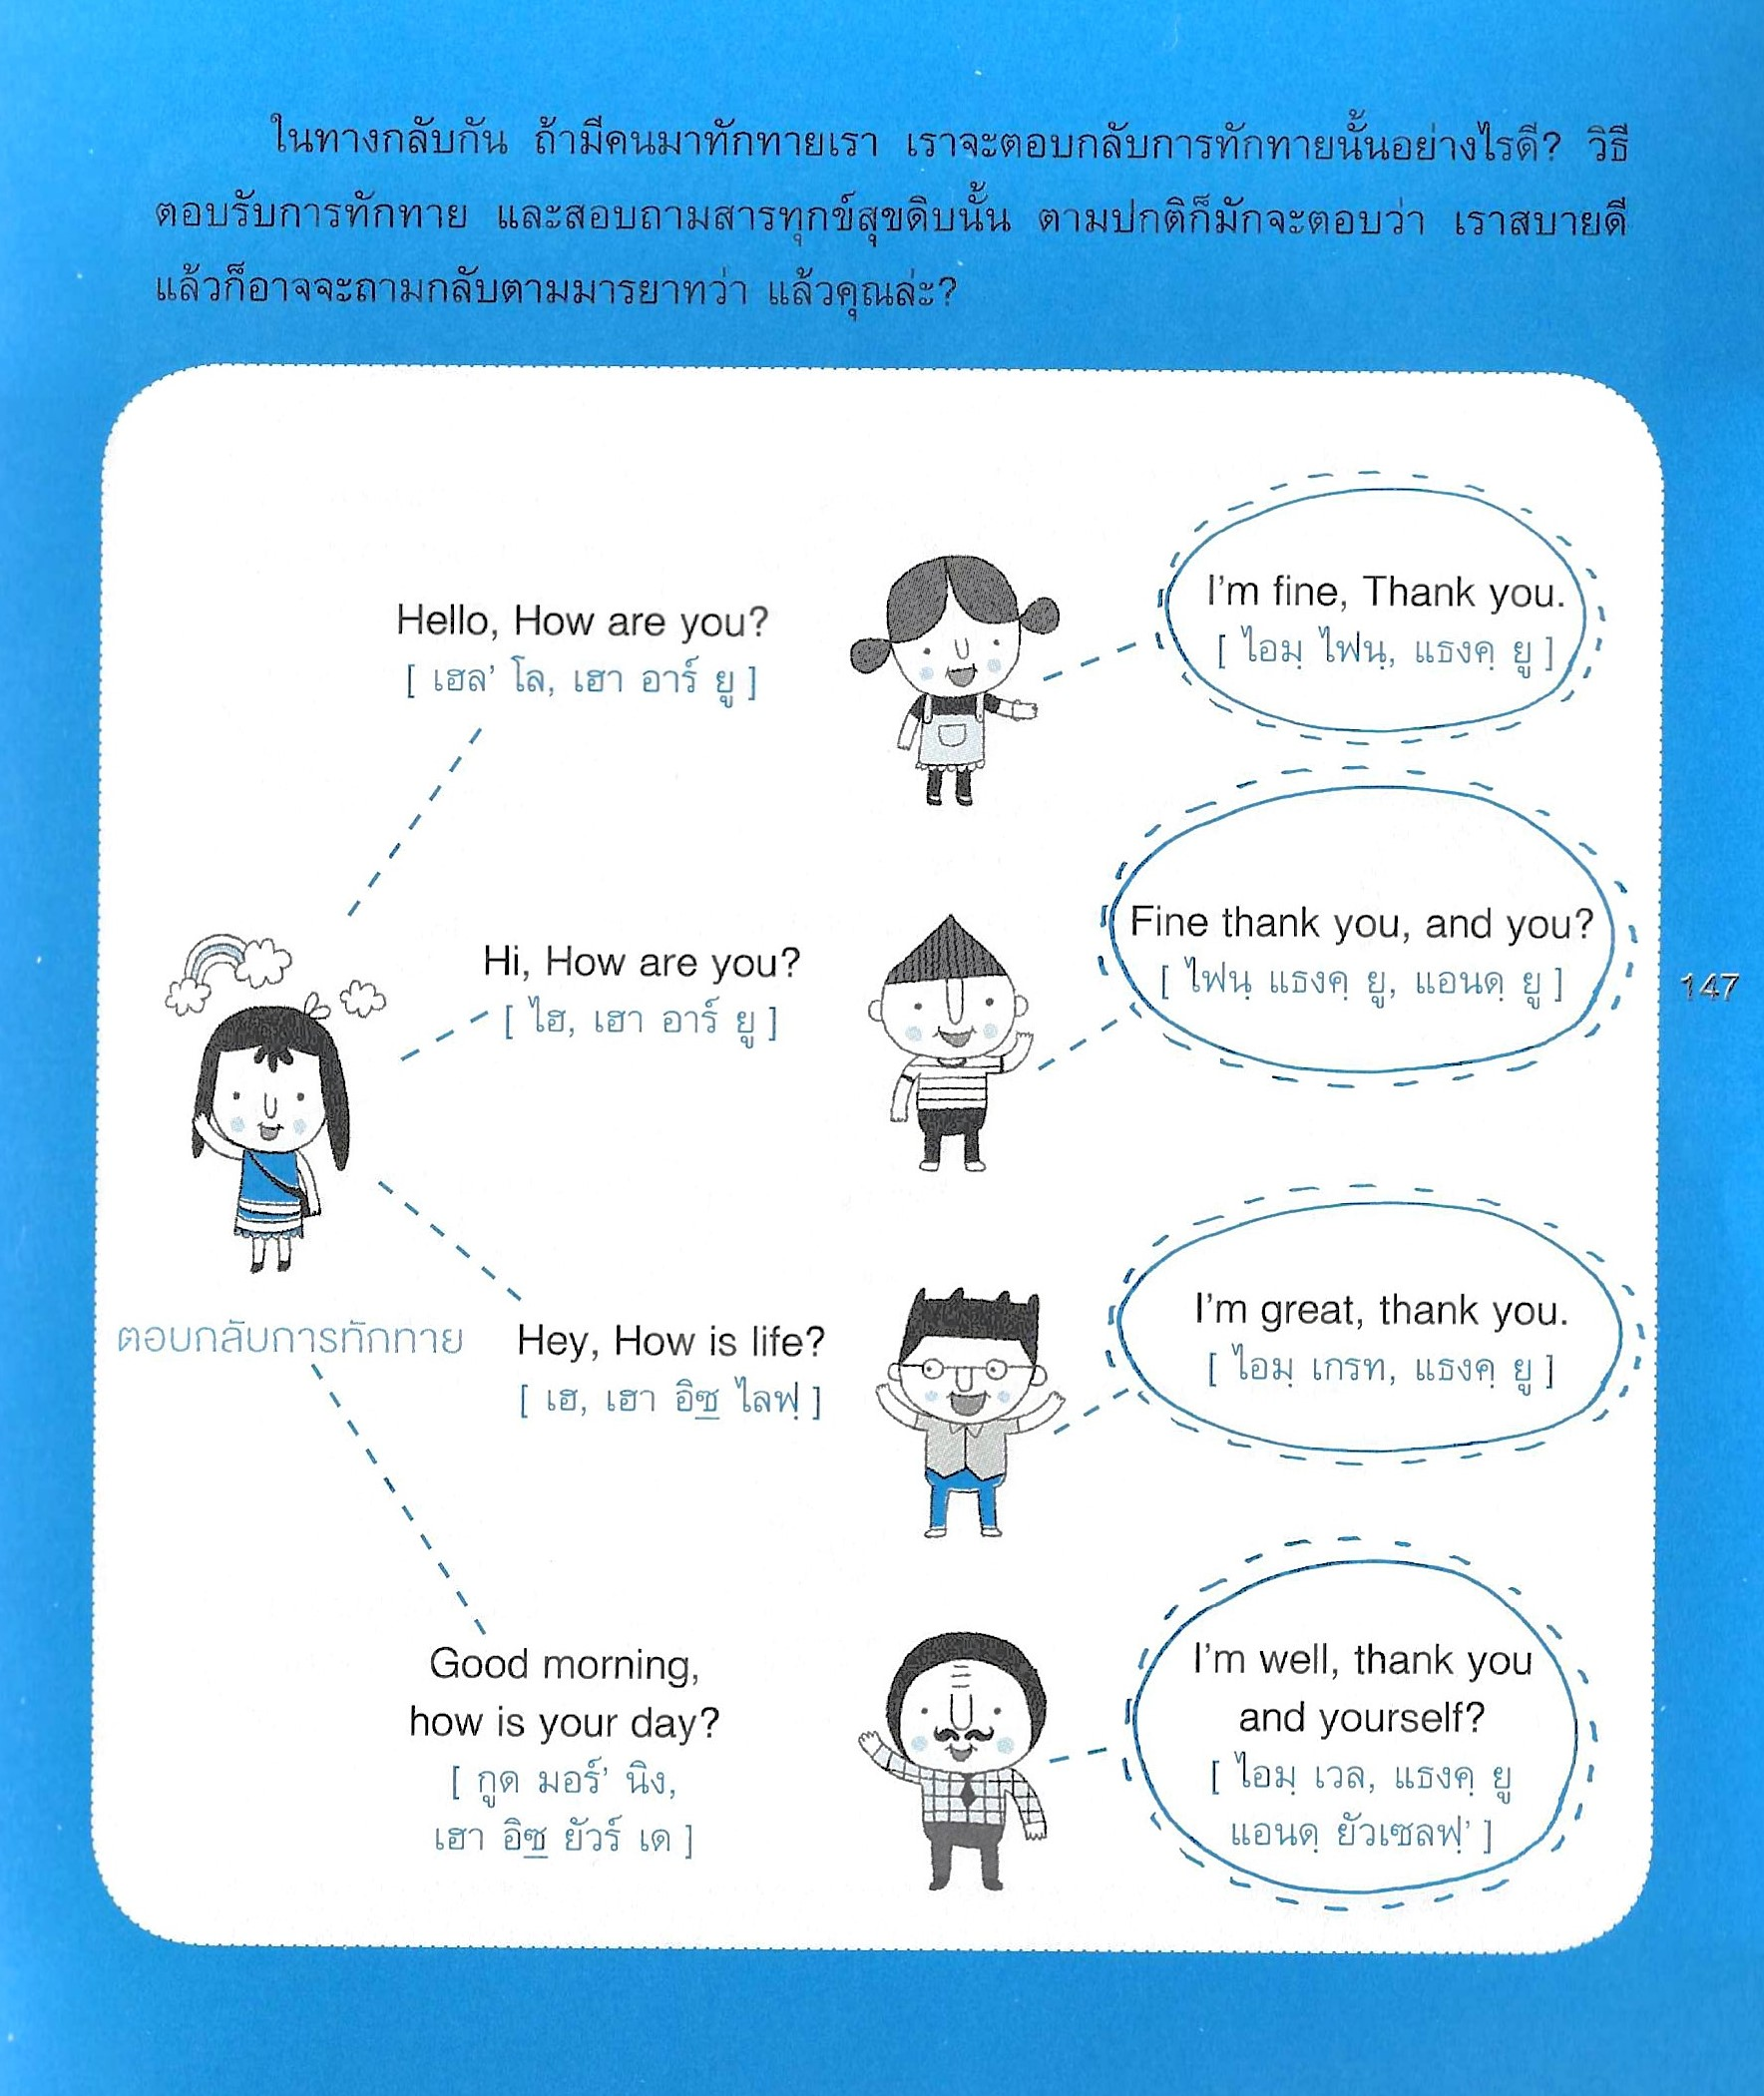 ในทางกลับกัน ถ้ามีคนมาทักทายเรา เราจะตอบกลับการทักทายนั้นอย่างไรดี? วิธี
ตอบรับการทักทาย และสอบถามสารทุกข์สุขดิบนั้น ตามปกติก็มักจะตอบว่า เราสบายดี
แล้วก็อาจจะถามกลับตามมารยาทว่า แล้วคุณล่ะ?
Hello, How are you?
[ เฮล' โล, เฮา อาร์ ยู ]
I'm fine, Thank you.
[ ไอมฺ ไฟนฺ, แธงคฺ ยู ]
Hi, How are you?
[ ไฮ, เฮา อาร์ ยู ]
Fine thank you, and you?
[ ไฟนฺ แธงคฺ ยู, แอนดฺ ยู ]
147
ตอบกลับการทักทาย
Hey, How is life?
[ เฮ, เฮา อิซ ไลฟฺ ]
I'm great, thank you.
[ ไอมฺ เกรท, แธงคฺ ยู ]
Good morning,
how is your day?
[ กูด มอร์' นิง,
เฮา อิซ ยัวร์ เด ]
I'm well, thank you
and yourself?
[ ไอมฺ เวล, แธงคฺ ยู
แอนดฺ ยัวเซลฟฺ' ]